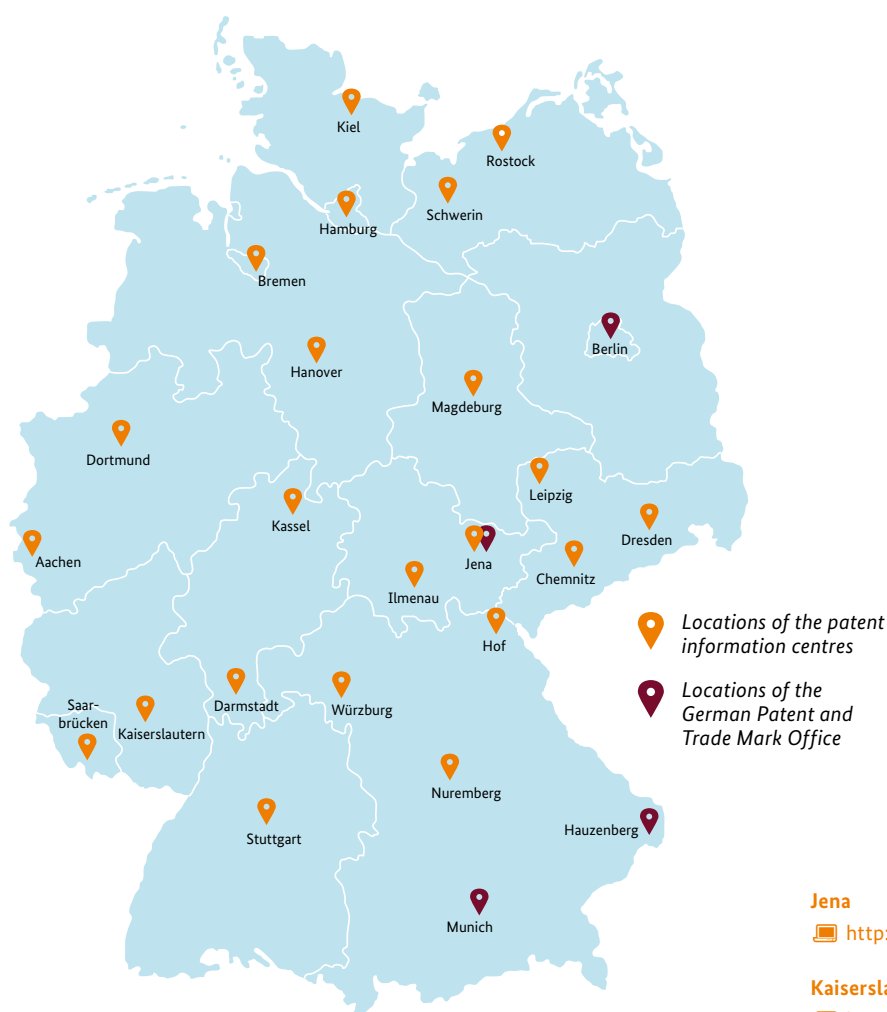 Kiel
Rostock
Schwerin
Hamburg
Bremen
Berlin
Hanover
Magdeburg
Dortmund
Leipzig
Kassel
Dresden
Jena
Aachen
Chemnitz
Ilmenau
Locations of the patent
information centres
Hof
Locations of the
German Patent and
Trade Mark Office
Saar-
brücken
Darmstadt
Würzburg
Kaiserslautern
Nuremberg
Hauzenberg
Stuttgart
Munich
Jena
http:
Kaisersla